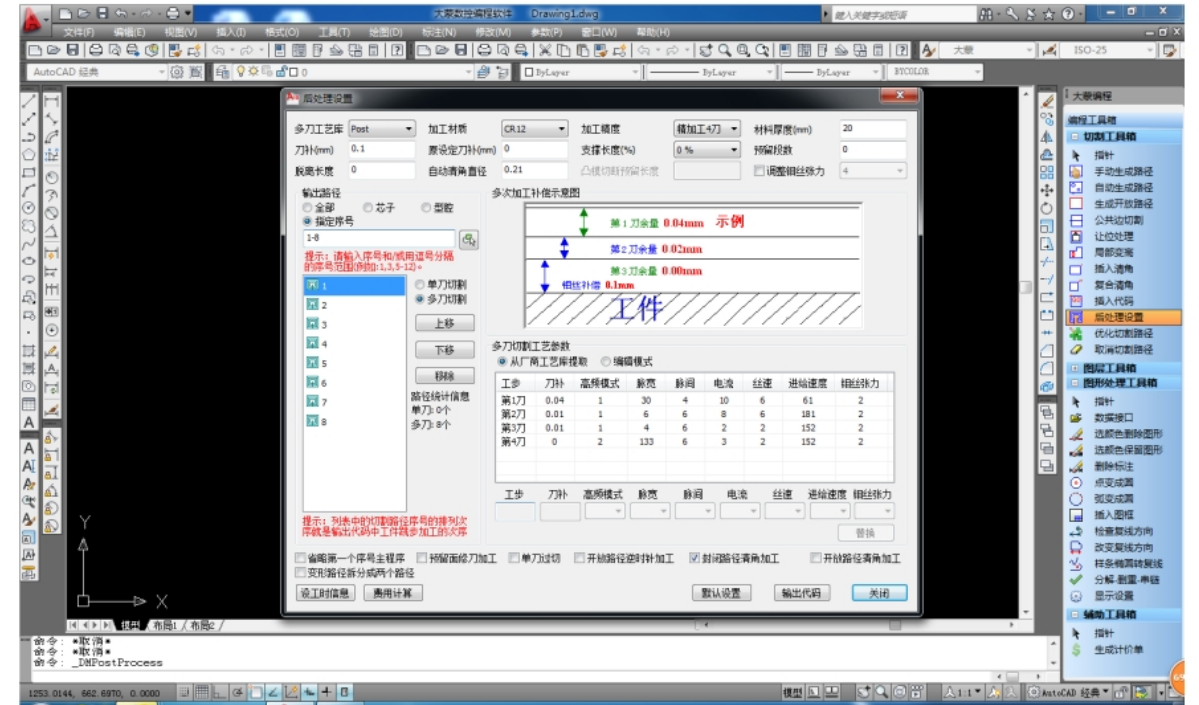 大蒙数控编程软件 Drawing1.dwg
键入关键字或短语
文件(F) 编辑(E) 视图(V) 插入(I) 格式(O) 工具(T) 绘图(D) 标注(N) 修改(M) 参数(P) 窗口(W) 帮助(H)
大蒙 ISO-25
AutoCAD 经典 0 ByLayer ByLayer ByLayer BYCOLOR
后处理设置
多刀工艺库 Post 加工材质 CR12 加工精度 精加工4刀 材料厚度(mm) 20
刀补(mm) 0.1 原设定刀补(mm) 0 支撑长度(%) 0 % 预留段数 0
脱离长度 0 自动清角直径 0.21 凸模切断预留长度 调整钼丝张力 4
输出路径
全部 芯子 型腔
指定序号
1-8
提示：请输入序号和/或用逗号分隔
的序号范围(例如:1,3,5-12)。
1
2
3
4
5
6
7
8
单刀切割
多刀切割
上移
下移
移除
路径统计信息
单刀: 0个
多刀: 8个
提示：列表中的切割路径序号的排列次
序就是输出代码中工件跳步加工的次序
多次加工补偿示意图
第1刀余量 0.04mm 示例
第2刀余量 0.02mm
第3刀余量 0.00mm
钼丝补偿 0.1mm
工件
多刀切割工艺参数
从厂商工艺库提取 编辑模式
工步 刀补 高频模式 脉宽 脉间 电流 丝速 进给速度 钼丝张力
第1刀 0.04 1 30 4 10 6 61 2
第2刀 0.01 1 6 6 8 6 181 2
第3刀 0.01 1 4 6 2 2 152 2
第4刀 0 2 133 6 3 2 152 2
工步 刀补 高频模式 脉宽 脉间 电流 丝速 进给速度 钼丝张力
替换
省略第一个序号主程序 预留面修刀加工 单刀过切 开放路径逆时补加工 封闭路径清角加工 开放路径清角加工
变形路径拆分成两个路径
设工时信息 费用计算 默认设置 输出代码 关闭
大蒙编程
编程工具箱
切割工具箱
指针
手动生成路径
自动生成路径
生成开放路径
公共边切割
让位处理
局部变滩
插入清角
复合清角
插入代码
后处理设置
优化切割路径
取消切割路径
图层工具箱
图形处理工具箱
指针
数据接口
选颜色删除图形
选颜色保留图形
删除标注
点变成圆
弧变成圆
插入图框
检查复线方向
改变复线方向
样条椭圆转复线
分解-删重-串链
显示设置
辅助工具箱
指针
生成计价单
Y
X
模型 布局1 布局2
命令: *取消*
命令: *取消*
命令: _DMPostProcess
1253.0144, 662.6970, 0.0000 模型 1:1 AutoCAD 经典
69